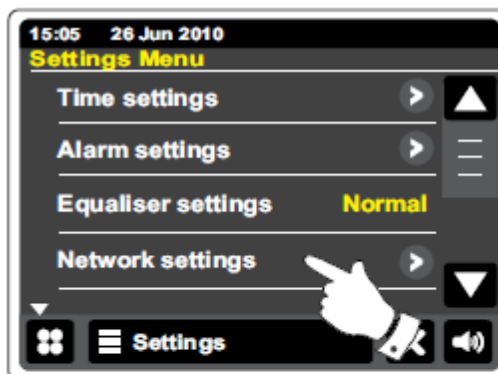 15:05 26 Jun 2010
Settings Menu
Time settings
Alarm settings
Equaliser settings Normal
Network settings
Settings